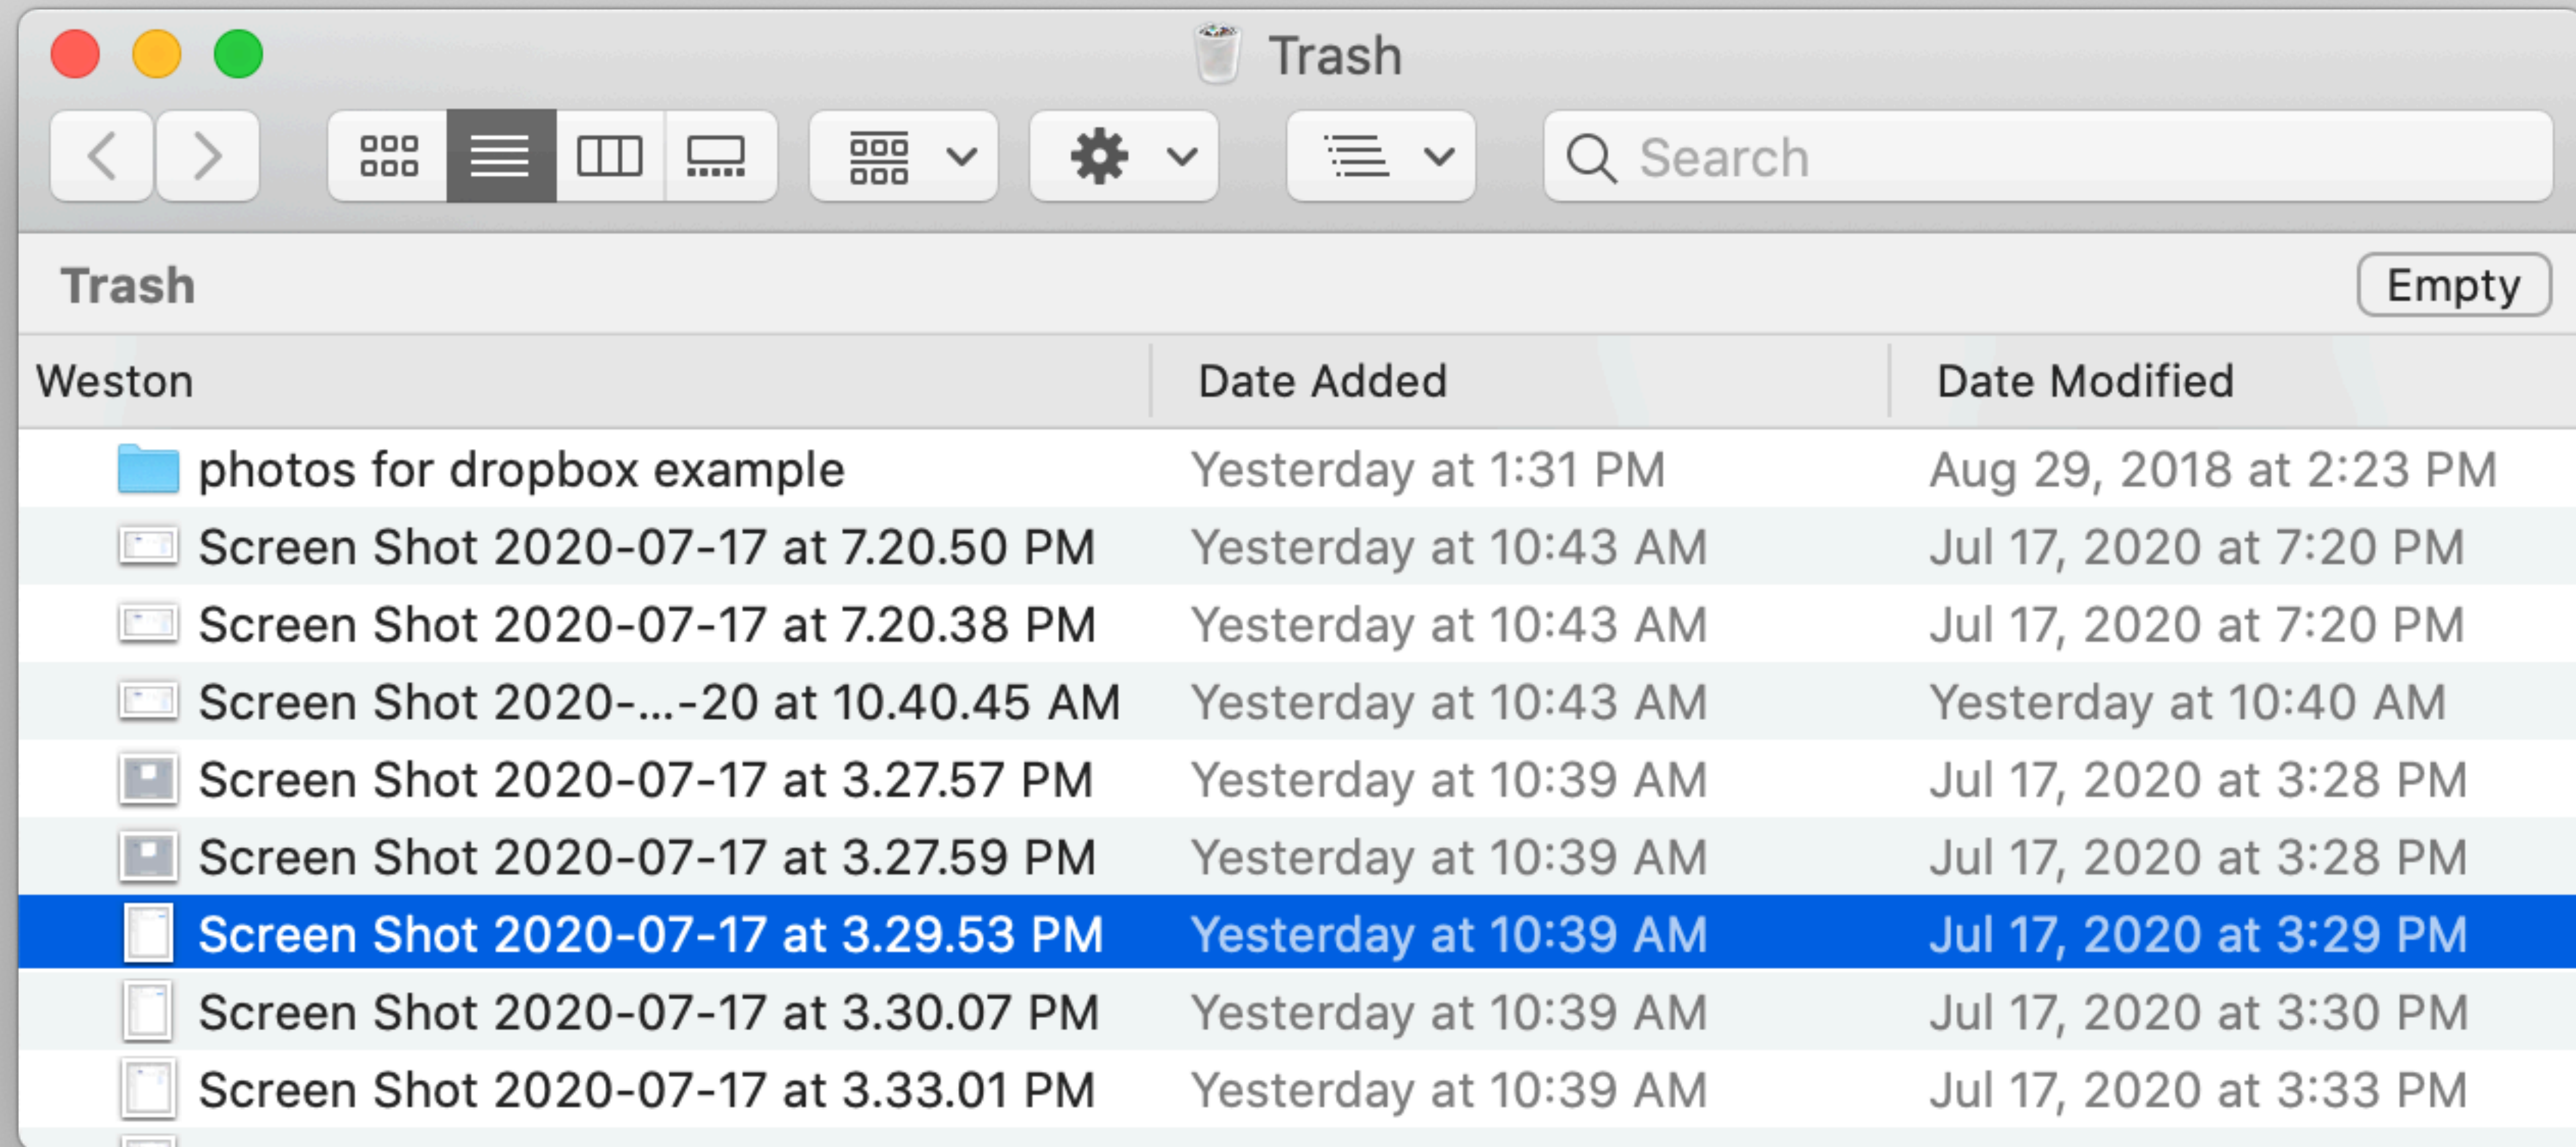 Trash
Search
Trash Empty
Weston Date Added Date Modified
photos for dropbox example Yesterday at 1:31 PM Aug 29, 2018 at 2:23 PM
Screen Shot 2020-07-17 at 7.20.50 PM Yesterday at 10:43 AM Jul 17, 2020 at 7:20 PM
Screen Shot 2020-07-17 at 7.20.38 PM Yesterday at 10:43 AM Jul 17, 2020 at 7:20 PM
Screen Shot 2020-...-20 at 10.40.45 AM Yesterday at 10:43 AM Yesterday at 10:40 AM
Screen Shot 2020-07-17 at 3.27.57 PM Yesterday at 10:39 AM Jul 17, 2020 at 3:28 PM
Screen Shot 2020-07-17 at 3.27.59 PM Yesterday at 10:39 AM Jul 17, 2020 at 3:28 PM
Screen Shot 2020-07-17 at 3.29.53 PM Yesterday at 10:39 AM Jul 17, 2020 at 3:29 PM
Screen Shot 2020-07-17 at 3.30.07 PM Yesterday at 10:39 AM Jul 17, 2020 at 3:30 PM
Screen Shot 2020-07-17 at 3.33.01 PM Yesterday at 10:39 AM Jul 17, 2020 at 3:33 PM